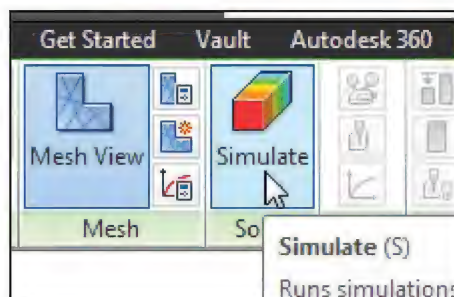 Get Started Vault Autodesk 360
Mesh View Simulate
Mesh So
Simulate (S)
Runs simulations